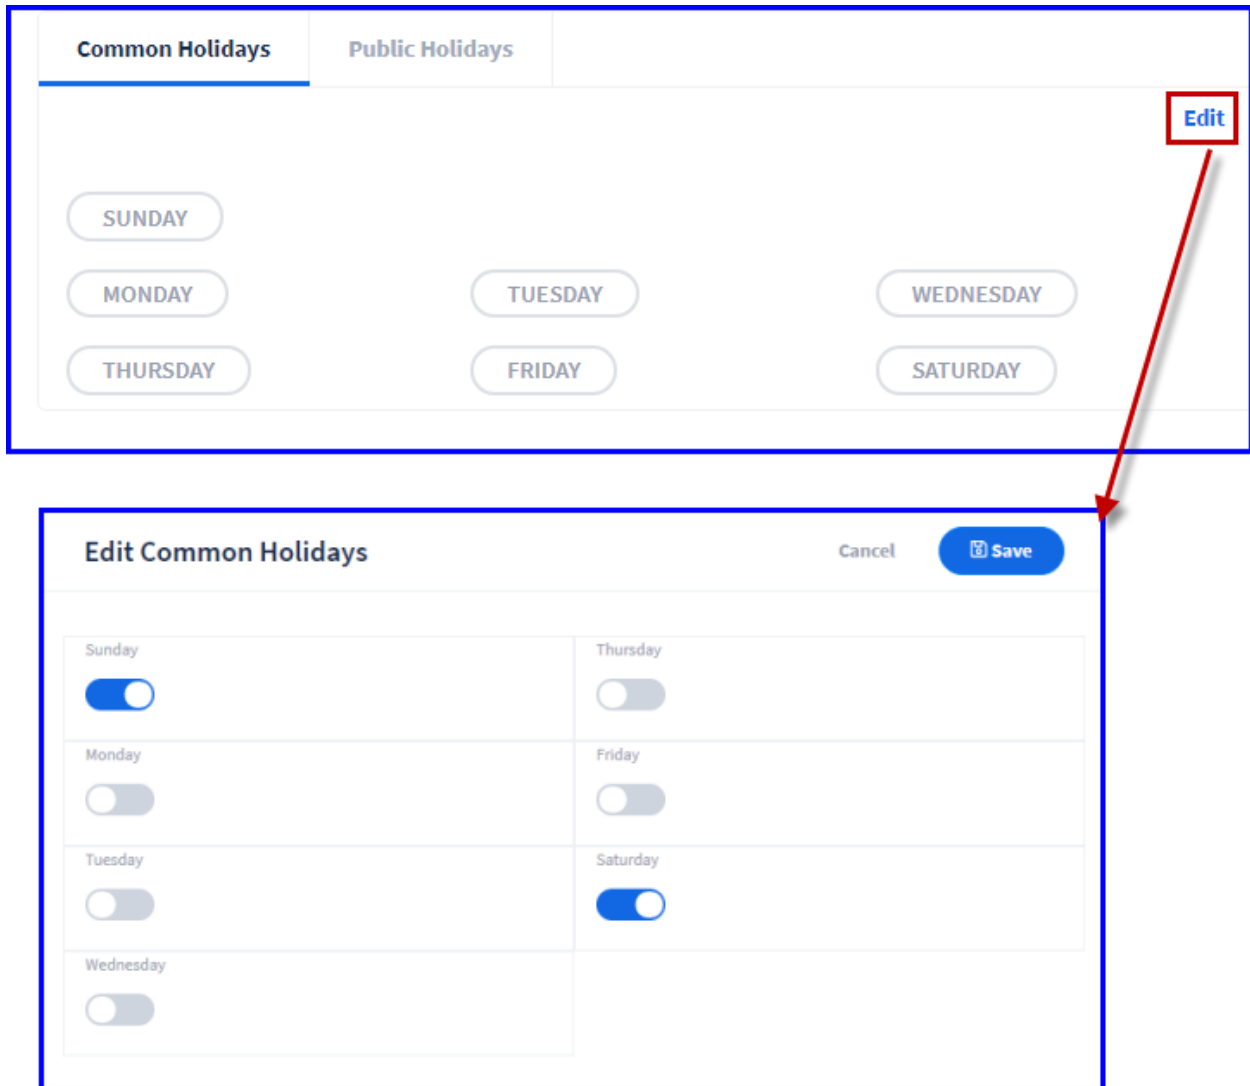 Common Holidays Public Holidays
Edit
SUNDAY
MONDAY TUESDAY WEDNESDAY
THURSDAY FRIDAY SATURDAY
Edit Common Holidays Cancel Save
Sunday Thursday
Monday Friday
Tuesday Saturday
Wednesday